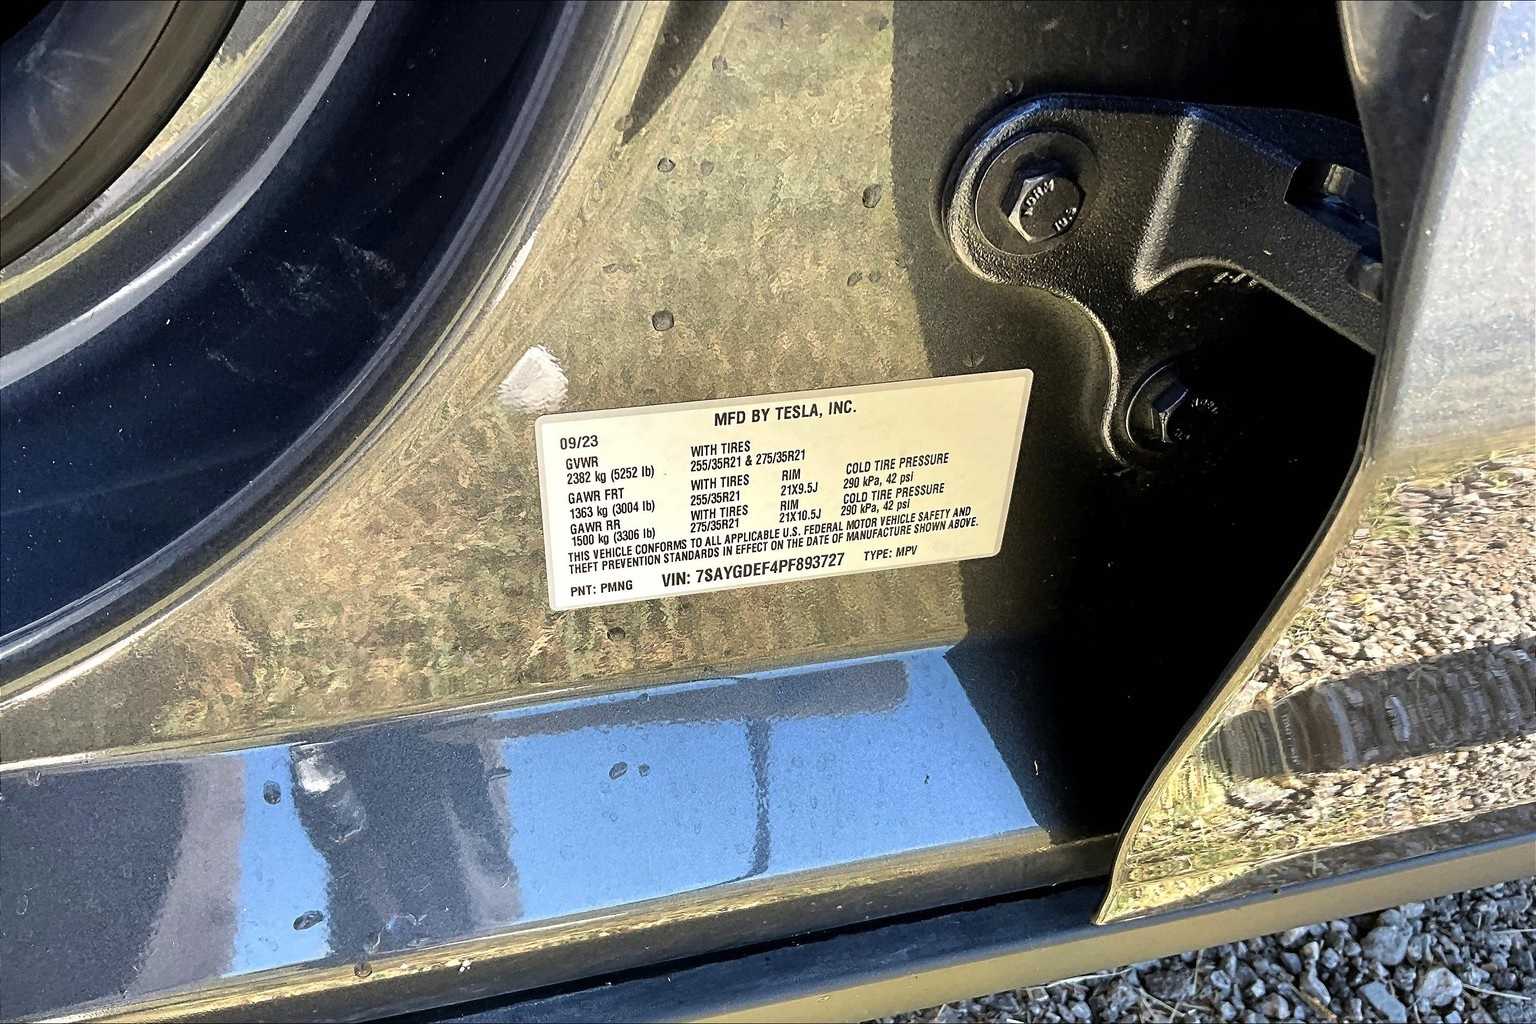 MFD BY TESLA, INC.
09/23
GVWR WITH TIRES
2382 kg (5252 lb) 255/35R21 & 275/35R21
GAWR FRT WITH TIRES RIM COLD TIRE PRESSURE
1363 kg (3004 lb) 255/35R21 21X9.5J 290 kPa, 42 psi
GAWR RR WITH TIRES RIM COLD TIRE PRESSURE
1500 kg (3306 lb) 275/35R21 21X10.5J 290 kPa, 42 psi
THIS VEHICLE CONFORMS TO ALL APPLICABLE U.S. FEDERAL MOTOR VEHICLE SAFETY AND
THEFT PREVENTION STANDARDS IN EFFECT ON THE DATE OF MANUFACTURE SHOWN ABOVE.
PNT: PMNG VIN: 7SAYGDEF4PF893727 TYPE: MPV